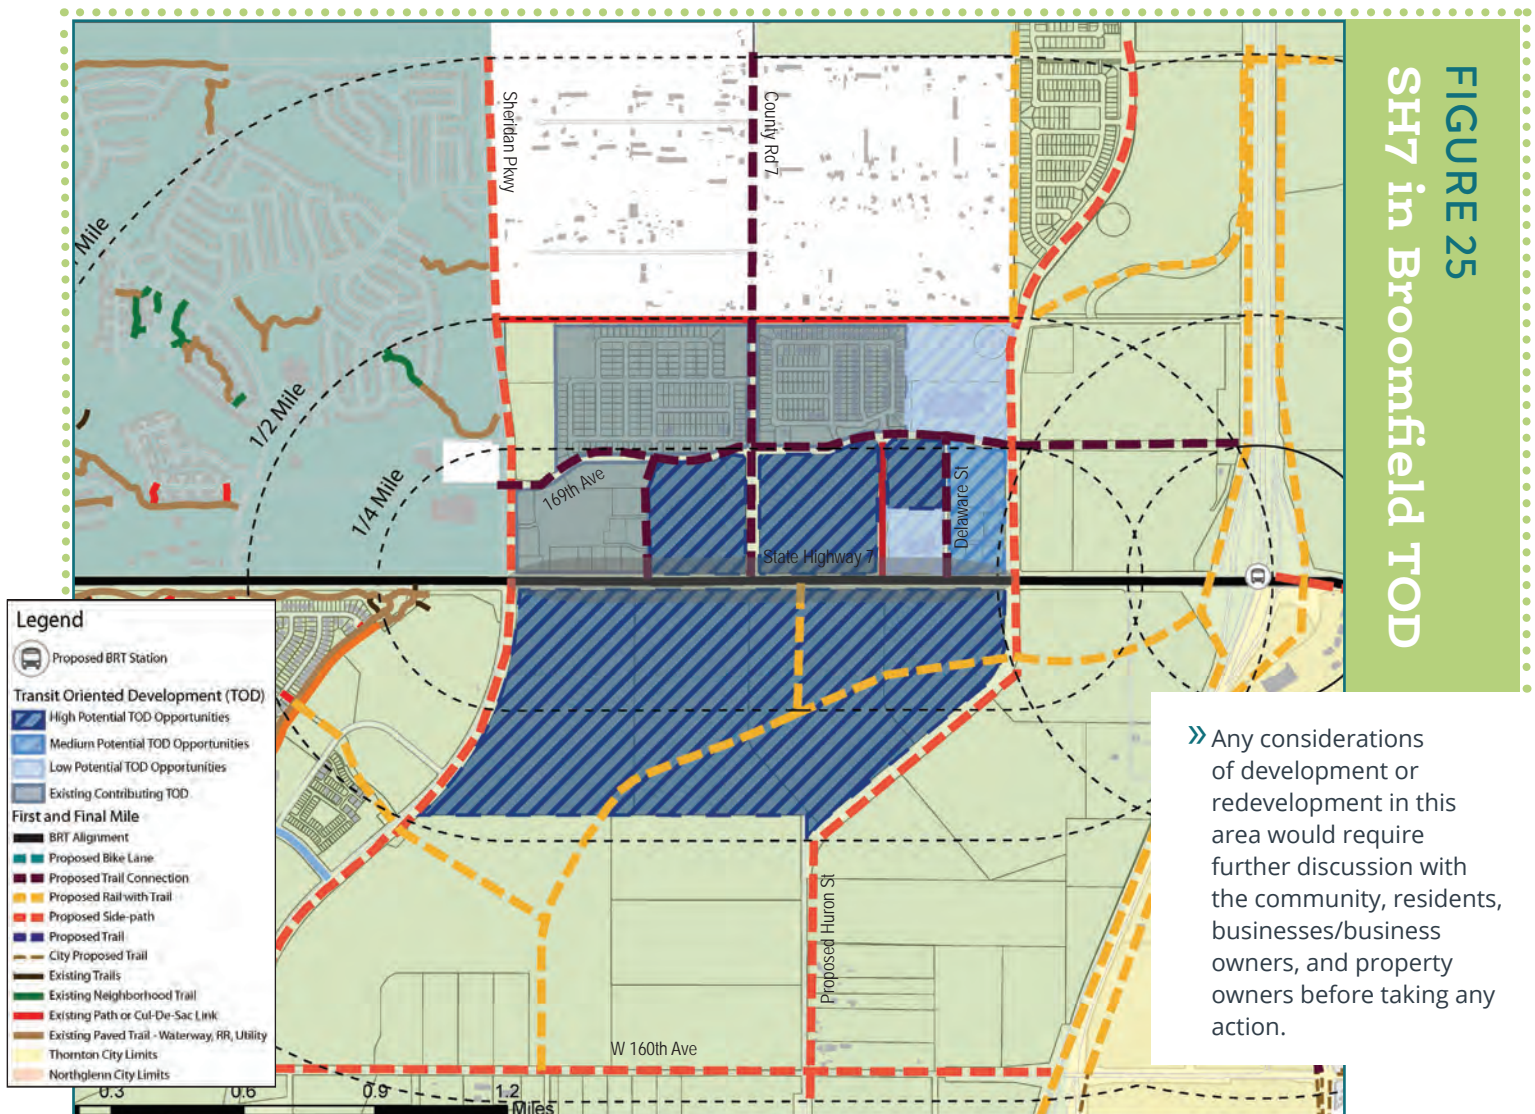 FIGURE 25
SH7 in Broomfield TOD
Sheridan Pkwy
County Rd 7
Mile
1/2 Mile
1/4 Mile
169th Ave
Delaware St
State Highway 7
Proposed Huron St
W 160th Ave
Legend
Proposed BRT Station
Transit Oriented Development (TOD)
High Potential TOD Opportunities
Medium Potential TOD Opportunities
Low Potential TOD Opportunities
Existing Contributing TOD
First and Final Mile
BRT Alignment
Proposed Bike Lane
Proposed Trail Connection
Proposed Rail with Trail
Proposed Side-path
Proposed Trail
City Proposed Trail
Existing Trails
Existing Neighborhood Trail
Existing Path or Cul-De-Sac Link
Existing Paved Trail - Waterway, RR, Utility
Thornton City Limits
Northglenn City Limits
0.3 0.6 0.9 1.2
Miles
» Any considerations
of development or
redevelopment in this
area would require
further discussion with
the community, residents,
businesses/business
owners, and property
owners before taking any
action.